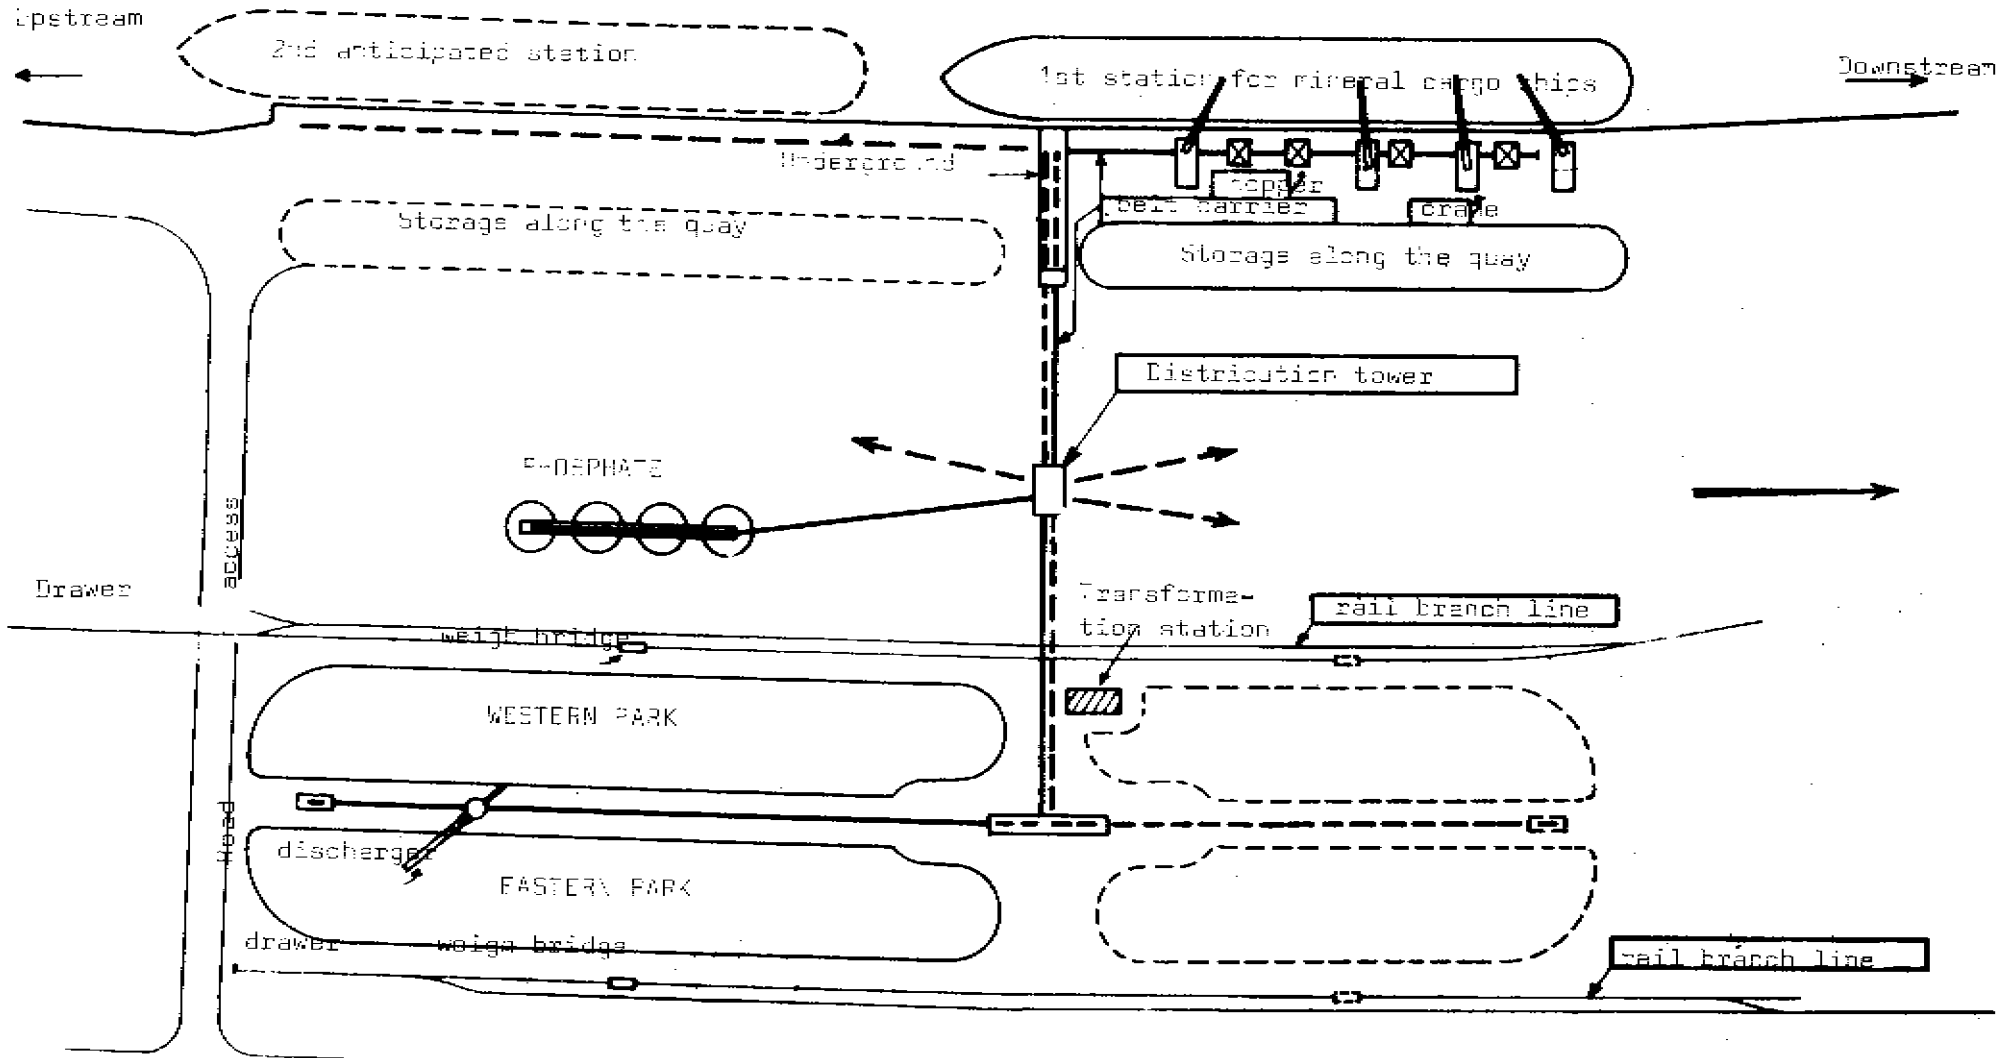 Upstream
2nd anticipated station
1st station for mineral cargo ships
Downstream
Underground
hopper
belt carrier
crane
Storage along the quay
Storage along the quay
Distribution tower
PHOSPHATE
access
Drawer
Transforma-
tion station
rail branch line
weigt bridge
WESTERN PARK
road
discharger
EASTERN PARK
drawer
weigh bridge
rail branch line